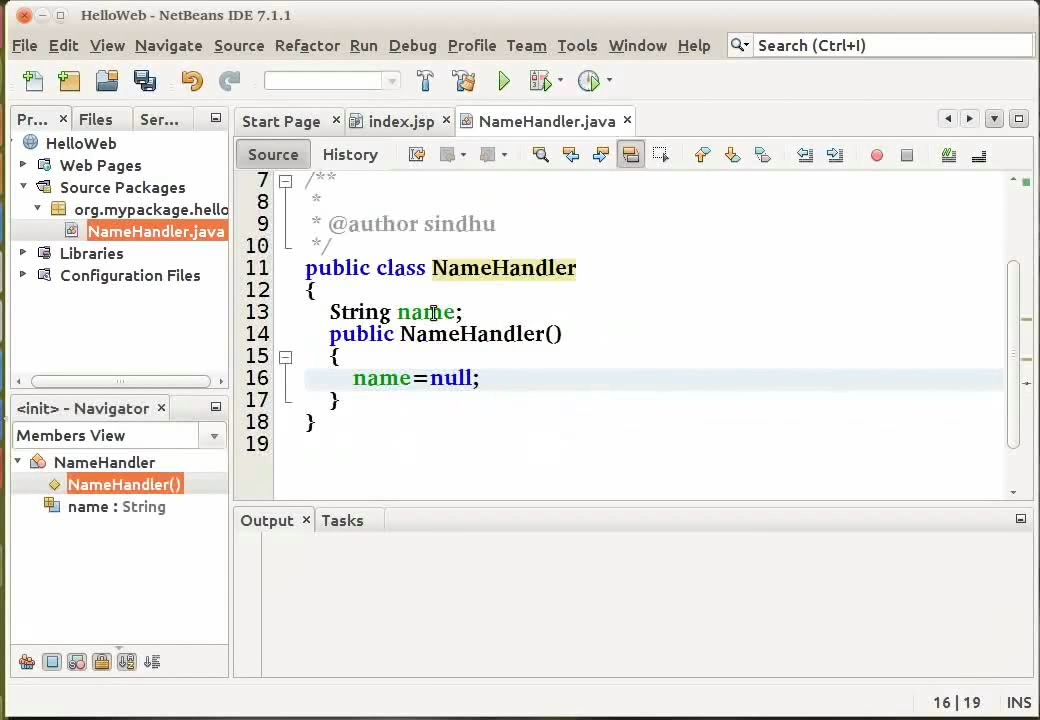 HelloWeb - NetBeans IDE 7.1.1
File Edit View Navigate Source Refactor Run Debug Profile Team Tools Window Help Search (Ctrl+I)
Pr... Files Ser... Start Page index.jsp NameHandler.java
HelloWeb
Web Pages
Source Packages
org.mypackage.hello
NameHandler.java
Libraries
Configuration Files
Source History
7 /**
8 *
9 * @author sindhu
10 */
11 public class NameHandler
12 {
13 String name;
14 public NameHandler()
15 {
16 name=null;
17 }
18 }
19
<init> - Navigator
Members View
NameHandler
NameHandler()
name : String
Output Tasks
16 | 19 INS